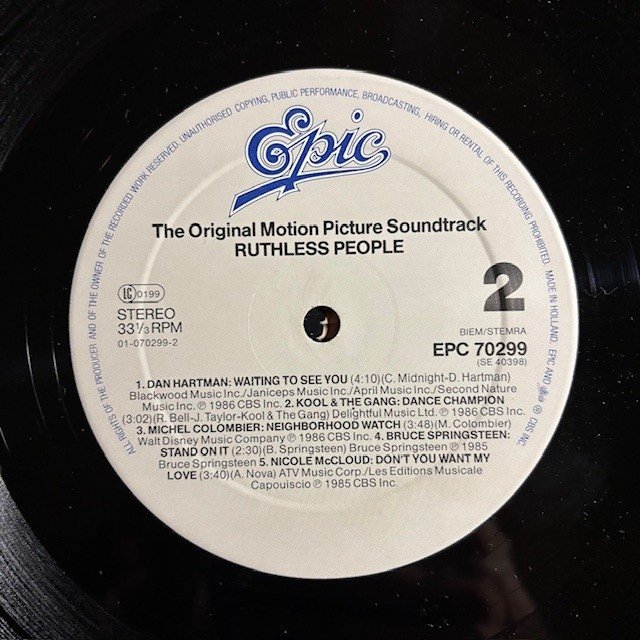 ALL RIGHTS OF THE PRODUCER AND OF THE OWNER OF THE RECORDED WORK RESERVED. UNAUTHORISED COPYING, PUBLIC PERFORMANCE, BROADCASTING, HIRING OR RENTAL OF THIS RECORDING PROHIBITED. MADE IN HOLLAND. EPIC AND ® CBS INC.
Epic
The Original Motion Picture Soundtrack
RUTHLESS PEOPLE
LC 0199
STEREO
33⅓ RPM
01-070299-2
2
BIEM/STEMRA
EPC 70299
(SE 40398)
1. DAN HARTMAN: WAITING TO SEE YOU (4:10)(C. Midnight-D. Hartman)
Blackwood Music Inc./Janiceps Music Inc./April Music Inc./Second Nature
Music Inc. ℗ 1986 CBS Inc. 2. KOOL & THE GANG: DANCE CHAMPION
(3:02)(R. Bell-J. Taylor-Kool & The Gang) Delightful Music Ltd. ℗ 1986 CBS Inc.
3. MICHEL COLOMBIER: NEIGHBORHOOD WATCH (3:48)(M. Colombier)
Walt Disney Music Company ℗ 1986 CBS Inc. 4. BRUCE SPRINGSTEEN:
STAND ON IT (2:30)(B. Springsteen) Bruce Springsteen ℗ 1985
Bruce Springsteen 5. NICOLE McCLOUD: DON'T YOU WANT MY
LOVE (3:40)(A. Nova) ATV Music Corp./Les Editions Musicale
Capouiscio ℗ 1985 CBS Inc.